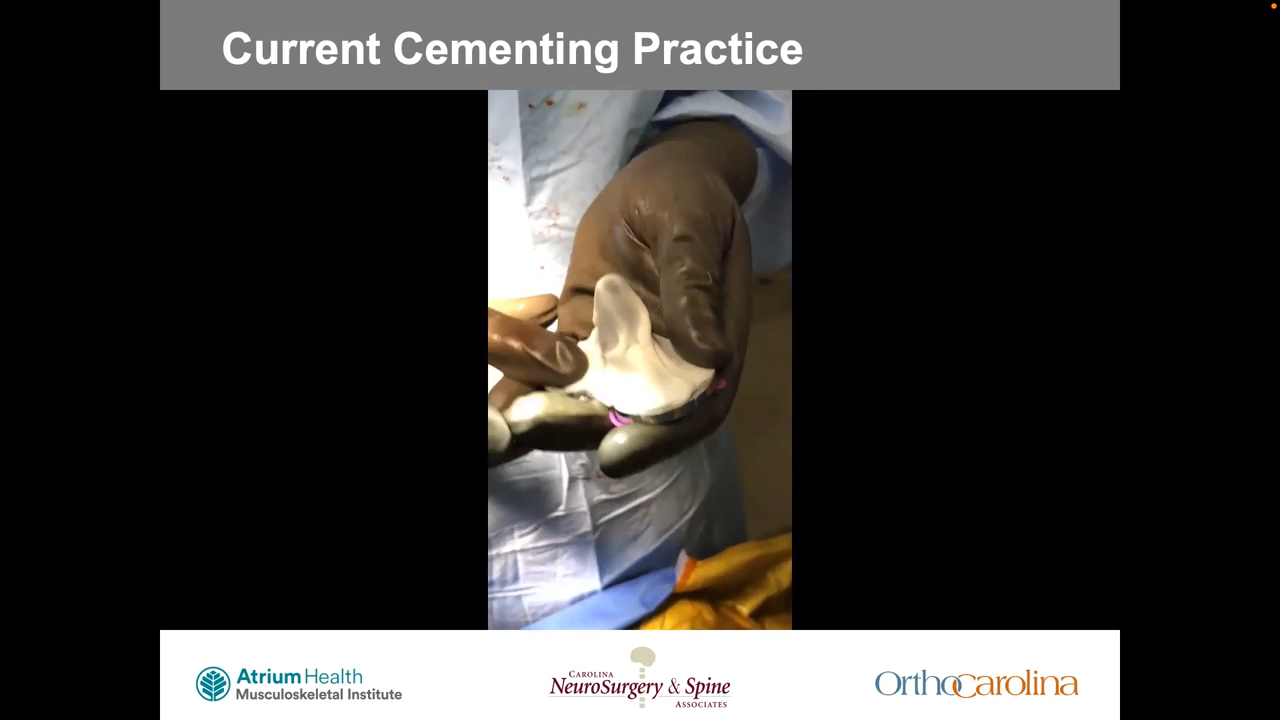 Current Cementing Practice
Atrium Health
Musculoskeletal Institute
CAROLINA
NEUROSURGERY & SPINE
ASSOCIATES
OrthoCarolina